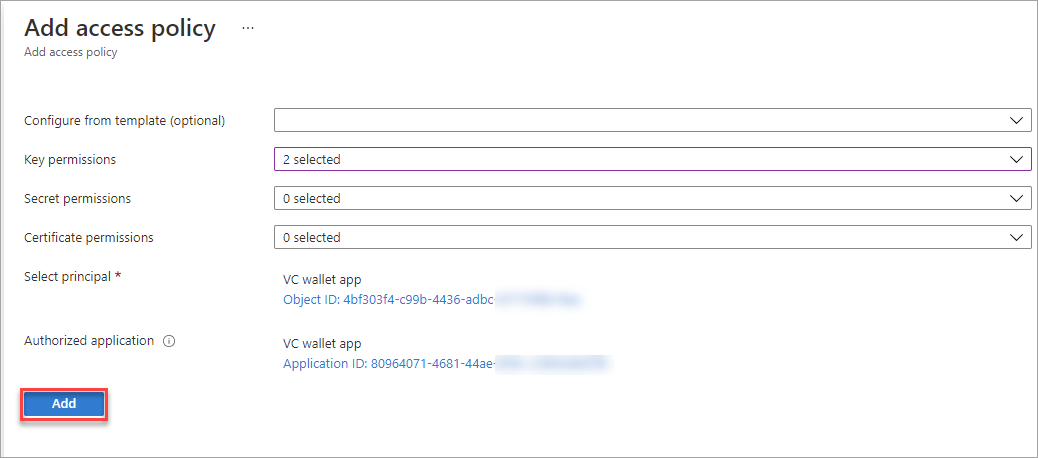 Add access policy ...
Add access policy
Configure from template (optional)
Key permissions 2 selected
Secret permissions 0 selected
Certificate permissions 0 selected
Select principal * VC wallet app
Object ID: 4bf303f4-c99b-4436-adbc-
Authorized application VC wallet app
Application ID: 80964071-4681-44ae-
Add